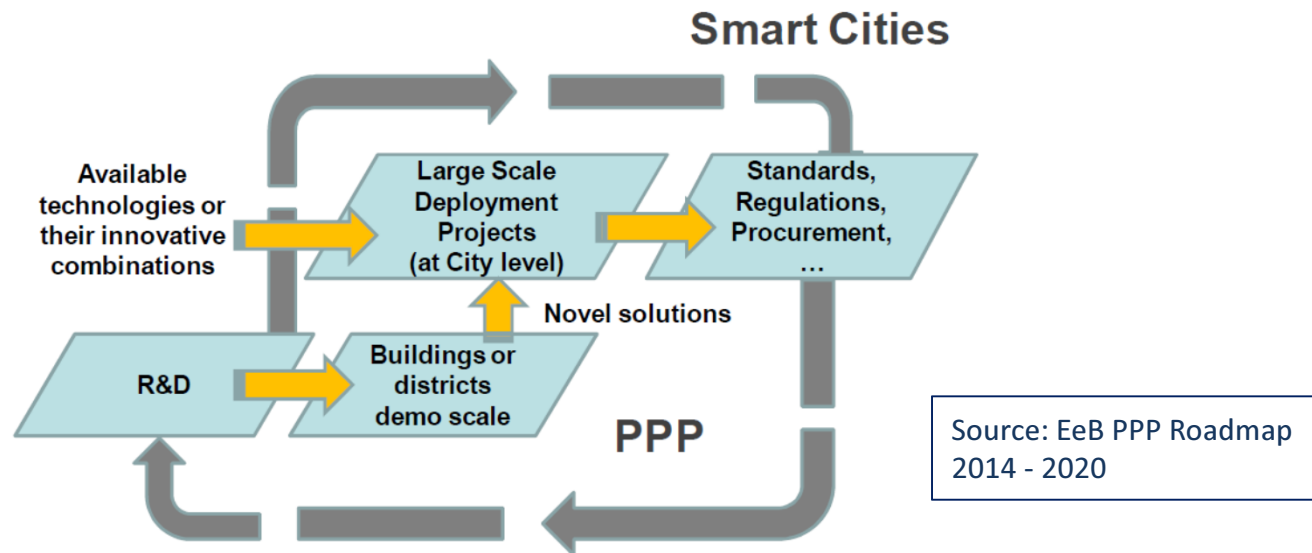 Smart Cities
Available
technologies or
their innovative
combinations
Large Scale
Deployment
Projects
(at City level)
Standards,
Regulations,
Procurement,
…
Novel solutions
R&D
Buildings or
districts
demo scale
PPP
Source: EeB PPP Roadmap
2014 - 2020